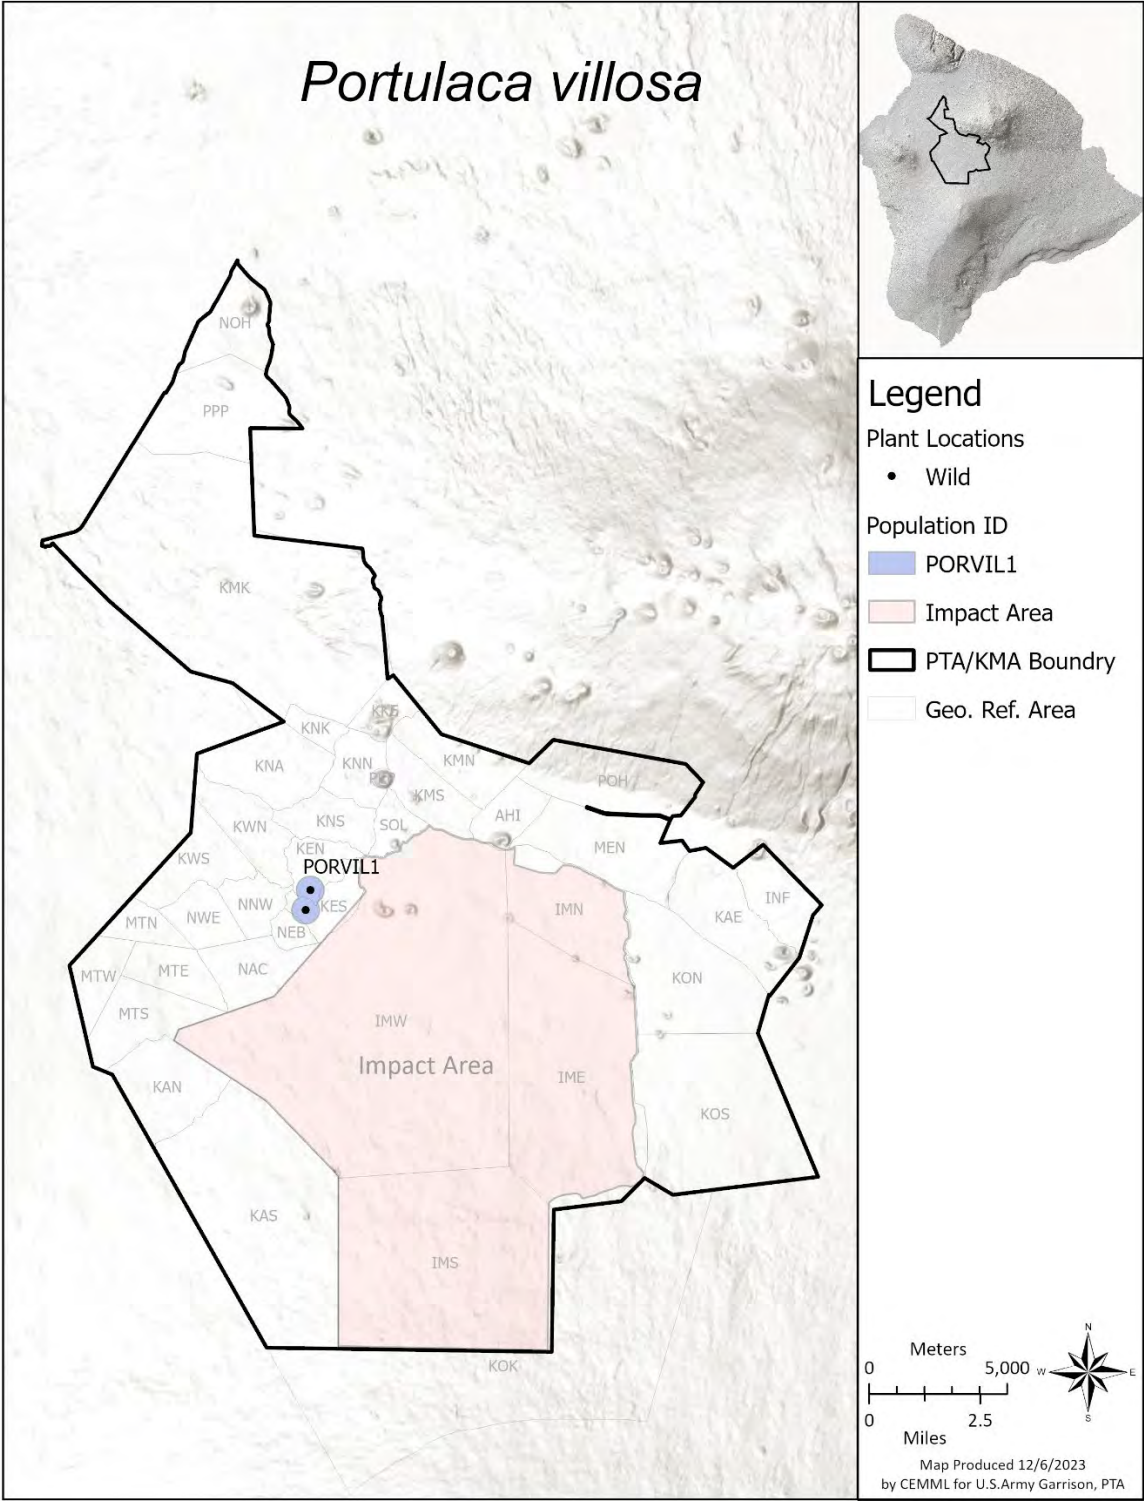 Portulaca villosa
NOH
PPP
KMK
KKE
KNK
KNA
KNN
KMN
PKP
POH
KMS
KWN
KNS
SOL
AHI
KEN
MEN
KWS
PORVIL1
NNW
KES
IMN
INF
MTN
NWE
KAE
NEB
MTW
MTE
NAC
KON
MTS
IMW
Impact Area
KAN
IME
KOS
KAS
IMS
KOK
Legend
Plant Locations
Wild
Population ID
PORVIL1
Impact Area
PTA/KMA Boundry
Geo. Ref. Area
N
Meters
0 5,000
W E
S
0 2.5
Miles
Map Produced 12/6/2023
by CEMML for U.S.Army Garrison, PTA